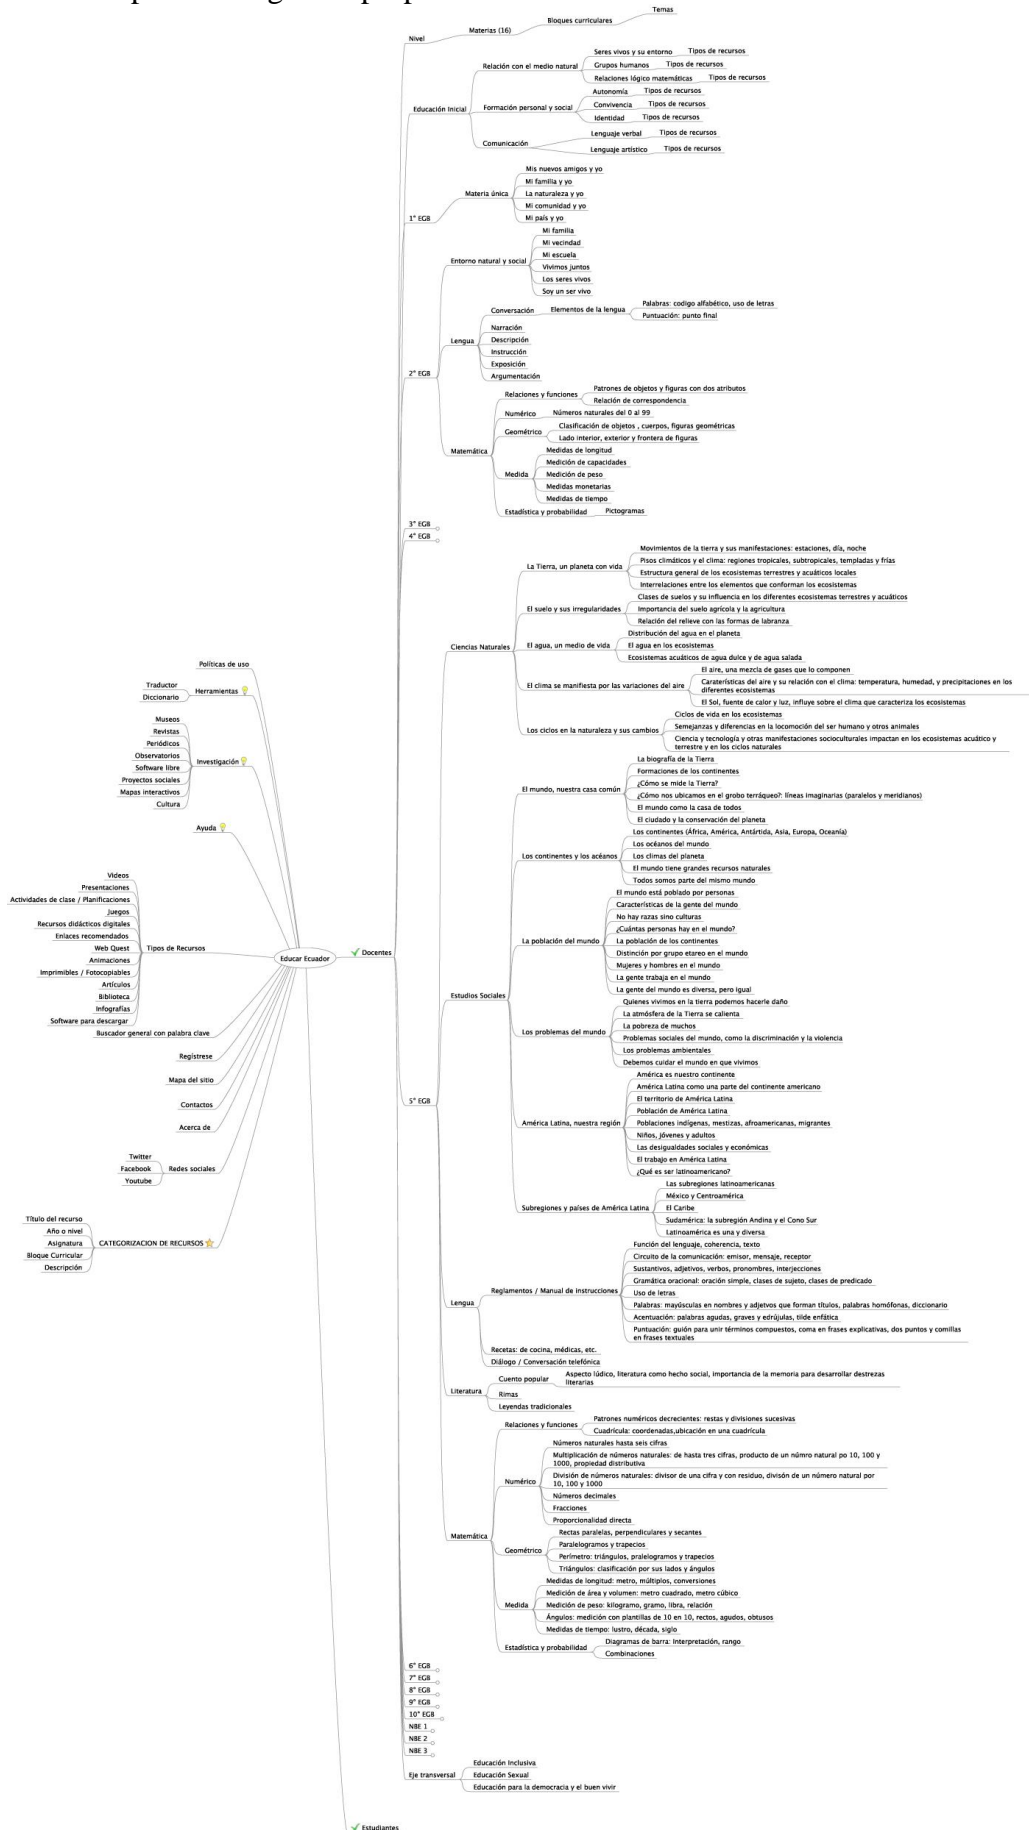 Temas
Bloques curriculares
Materias (16)
Nivel
Seres vivos y su entorno Tipos de recursos
Grupos humanos Tipos de recursos
Relación con el medio natural
Relaciones lógico matemáticas Tipos de recursos
Autonomía Tipos de recursos
Educación Inicial
Formación personal y social
Convivencia Tipos de recursos
Identidad Tipos de recursos
Lenguaje verbal Tipos de recursos
Comunicación
Lenguaje artístico Tipos de recursos
Mis nuevos amigos y yo
Mi familia y yo
Materia única
La naturaleza y yo
Mi comunidad y yo
1° EGB
Mi país y yo
Mi familia
Mi vecindad
Mi escuela
Entorno natural y social
Vivimos juntos
Los seres vivos
Soy un ser vivo
Palabras: codigo alfabético, uso de letras
Conversación Elementos de la lengua
Puntuación: punto final
Narración
Lengua
Descripción
Instrucción
Exposición
2° EGB
Argumentación
Patrones de objetos y figuras con dos atributos
Relaciones y funciones
Relación de correspondencia
Numérico Números naturales del 0 al 99
Clasificación de objetos , cuerpos, figuras geométricas
Geométrico
Lado interior, exterior y frontera de figuras
Matemática
Medidas de longitud
Medición de capacidades
Medida
Medición de peso
Medidas monetarias
Medidas de tiempo
Estadística y probabilidad Pictogramas
3° EGB
4° EGB
Movimientos de la tierra y sus manifestaciones: estaciones, día, noche
Pisos climáticos y el clima: regiones tropicales, subtropicales, templadas y frías
La Tierra, un planeta con vida
Estructura general de los ecosistemas terrestres y acuáticos locales
Interrelaciones entre los elementos que conforman los ecosistemas
Clases de suelos y su influencia en los diferentes ecosistemas terrestres y acuáticos
El suelo y sus irregularidades
Importancia del suelo agrícola y la agricultura
Relación del relieve con las formas de labranza
Distribución del agua en el planeta
Ciencias Naturales
El agua, un medio de vida
El agua en los ecosistemas
Ecosistemas acuáticos de agua dulce y de agua salada
El aire, una mezcla de gases que lo componen
El clima se manifiesta por las variaciones del aire
Caraterísticas del aire y su relación con el clima: temperatura, humedad, y precipitaciones en los
diferentes ecosistemas
El Sol, fuente de calor y luz, influye sobre el clima que caracteriza los ecosistemas
Ciclos de vida en los ecosistemas
Los ciclos en la naturaleza y sus cambios
Semejanzas y diferencias en la locomoción del ser humano y otros animales
Ciencia y tecnología y otras manifestaciones socioculturales impactan en los ecosistemas acuático y
terrestre y en los ciclos naturales
Políticas de uso
Traductor
Herramientas
Diccionario
Museos
Revistas
Periódicos
Observatorios
Investigación
Software libre
Proyectos sociales
Mapas interactivos
Cultura
Ayuda
Videos
Presentaciones
Actividades de clase / Planificaciones
Juegos
Recursos didácticos digitales
Enlaces recomendados
Web Quest
Tipos de Recursos
Animaciones
Imprimibles / Fotocopiables
Artículos
Biblioteca
Infografías
Software para descargar
Buscador general con palabra clave
Regístrese
Mapa del sitio
Contactos
Acerca de
Twitter
Facebook
Redes sociales
Youtube
Título del recurso
Año o nivel
Asignatura
CATEGORIZACION DE RECURSOS
Bloque Curricular
Descripción
Educar Ecuador
Docentes
La biografía de la Tierra
Formaciones de los continentes
El mundo, nuestra casa común
¿Cómo se mide la Tierra?
¿Cómo nos ubicamos en el grobo terráqueo?: líneas imaginarias (paralelos y meridianos)
El mundo como la casa de todos
El ciudado y la conservación del planeta
Los continentes (África, América, Antártida, Asia, Europa, Oceanía)
Los océanos del mundo
Los continentes y los acéanos
Los climas del planeta
El mundo tiene grandes recursos naturales
Todos somos parte del mismo mundo
El mundo está poblado por personas
Características de la gente del mundo
No hay razas sino culturas
¿Cuántas personas hay en el mundo?
La población del mundo
La población de los continentes
Distinción por grupo etareo en el mundo
Mujeres y hombres en el mundo
La gente trabaja en el mundo
La gente del mundo es diversa, pero igual
Estudios Sociales
Quienes vivimos en la tierra podemos hacerle daño
La atmósfera de la Tierra se calienta
La pobreza de muchos
Los problemas del mundo
Problemas sociales del mundo, como la discriminación y la violencia
Los problemas ambientales
Debemos cuidar el mundo en que vivimos
América es nuestro continente
América Latina como una parte del continente americano
El territorio de América Latina
5° EGB
Población de América Latina
América Latina, nuestra región
Poblaciones indígenas, mestizas, afroamericanas, migrantes
Niños, jóvenes y adultos
Las desigualdades sociales y económicas
El trabajo en América Latina
¿Qué es ser latinoamericano?
Las subregiones latinoamericanas
México y Centroamérica
Subregiones y países de América Latina
El Caribe
Sudamérica: la subregión Andina y el Cono Sur
Latinoamérica es una y diversa
Función del lenguaje, coherencia, texto
Circuito de la comunicación: emisor, mensaje, receptor
Sustantivos, adjetivos, verbos, pronombres, interjecciones
Gramática oracional: oración simple, clases de sujeto, clases de predicado
Reglamentos / Manual de instrucciones
Uso de letras
Lengua
Palabras: mayúsculas en nombres y adjetvos que forman títulos, palabras homófonas, diccionario
Acentuación: palabras agudas, graves y edrújulas, tilde enfática
Puntuación: guión para unir términos compuestos, coma en frases explicativas, dos puntos y comillas
en frases textuales
Recetas: de cocina, médicas, etc.
Diálogo / Conversación telefónica
Cuento popular
Aspecto lúdico, literatura como hecho social, importancia de la memoria para desarrollar destrezas
literarias
Literatura
Rimas
Leyendas tradicionales
Patrones numéricos decrecientes: restas y divisiones sucesivas
Relaciones y funciones
Cuadrícula: coordenadas,ubicación en una cuadrícula
Números naturales hasta seis cifras
Multiplicación de números naturales: de hasta tres cifras, producto de un númro natural po 10, 100 y
1000, propiedad distributiva
Numérico
División de números naturales: divisor de una cifra y con residuo, divisón de un número natural por
10, 100 y 1000
Números decimales
Fracciones
Proporcionalidad directa
Matemática
Rectas paralelas, perpendiculares y secantes
Paralelogramos y trapecios
Geométrico
Perímetro: triángulos, pralelogramos y trapecios
Triángulos: clasificación por sus lados y ángulos
Medidas de longitud: metro, múltiplos, conversiones
Medición de área y volumen: metro cuadrado, metro cúbico
Medida
Medición de peso: kilogramo, gramo, libra, relación
Ángulos: medición con plantillas de 10 en 10, rectos, agudos, obtusos
Medidas de tiempo: lustro, década, siglo
Diagramas de barra: Interpretación, rango
Estadística y probabilidad
Combinaciones
6° EGB
7° EGB
8° EGB
9° EGB
10° EGB
NBE 1
NBE 2
NBE 3
Educación Inclusiva
Eje transversal
Educación Sexual
Educación para la democracia y el buen vivir
Estudiantes